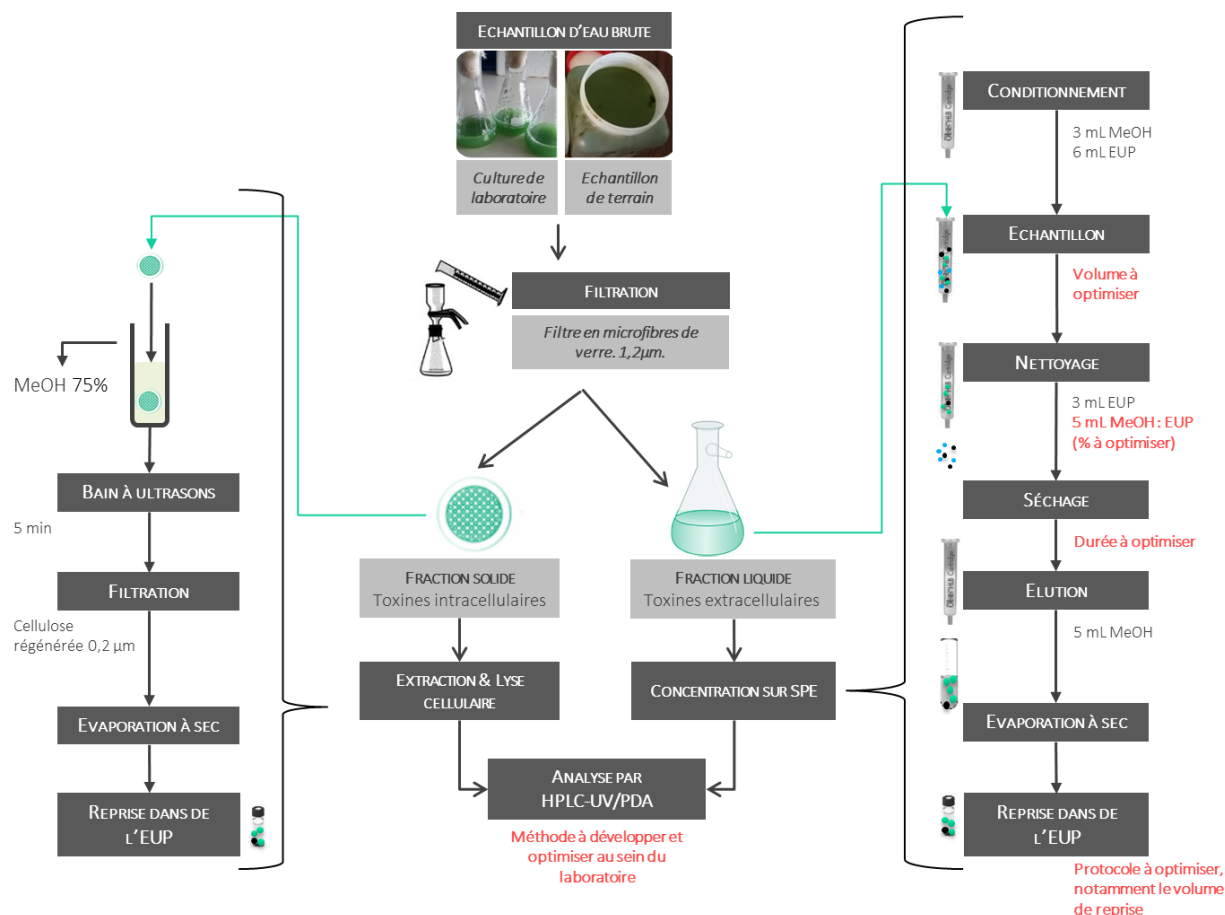 ECHANTILLON D'EAU BRUTE
Culture de
laboratoire
Echantillon
de terrain
FILTRATION
Filtre en microfibres de
verre. 1,2µm.
FRACTION SOLIDE
Toxines intracellulaires
FRACTION LIQUIDE
Toxines extracellulaires
EXTRACTION & LYSE
CELLULAIRE
CONCENTRATION SUR SPE
ANALYSE PAR
HPLC-UV/PDA
Méthode à développer et
optimiser au sein du
laboratoire
MeOH 75%
BAIN À ULTRASONS
5 min
FILTRATION
Cellulose
régénérée 0,2 µm
EVAPORATION À SEC
REPRISE DANS DE
L'EUP
CONDITIONNEMENT
3 mL MeOH
6 mL EUP
ECHANTILLON
Volume à
optimiser
NETTOYAGE
3 mL EUP
5 mL MeOH : EUP
(% à optimiser)
SÉCHAGE
Durée à optimiser
ELUTION
5 mL MeOH
EVAPORATION À SEC
REPRISE DANS DE
L'EUP
Protocole à optimiser,
notamment le volume
de reprise